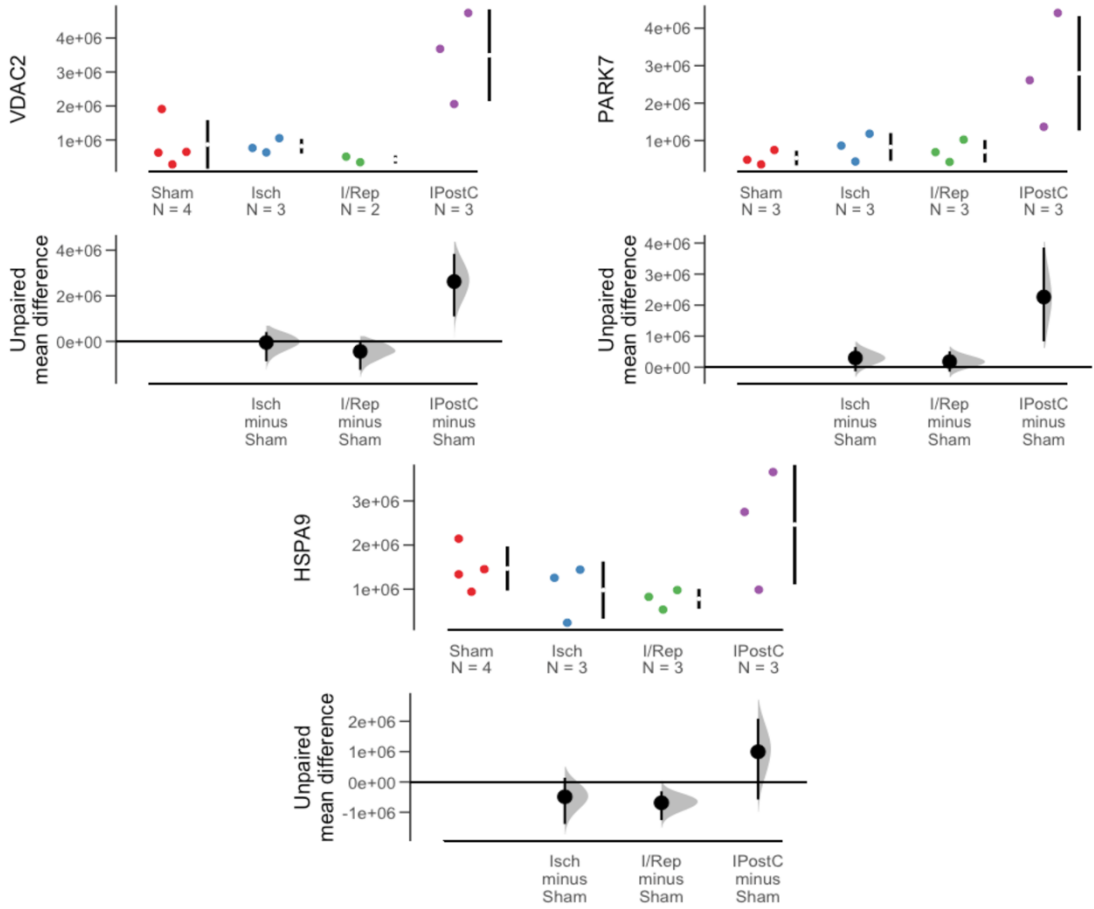 VDAC2
4e+06
3e+06
2e+06
1e+06
Sham Isch I/Rep IPostC
N = 4 N = 3 N = 2 N = 3
Unpaired
mean difference
4e+06
2e+06
0e+00
Isch I/Rep IPostC
minus minus minus
Sham Sham Sham
PARK7
4e+06
3e+06
2e+06
1e+06
Sham Isch I/Rep IPostC
N = 3 N = 3 N = 3 N = 3
Unpaired
mean difference
4e+06
3e+06
2e+06
1e+06
0e+00
Isch I/Rep IPostC
minus minus minus
Sham Sham Sham
HSPA9
3e+06
2e+06
1e+06
Sham Isch I/Rep IPostC
N = 4 N = 3 N = 3 N = 3
Unpaired
mean difference
2e+06
1e+06
0e+00
-1e+06
Isch I/Rep IPostC
minus minus minus
Sham Sham Sham